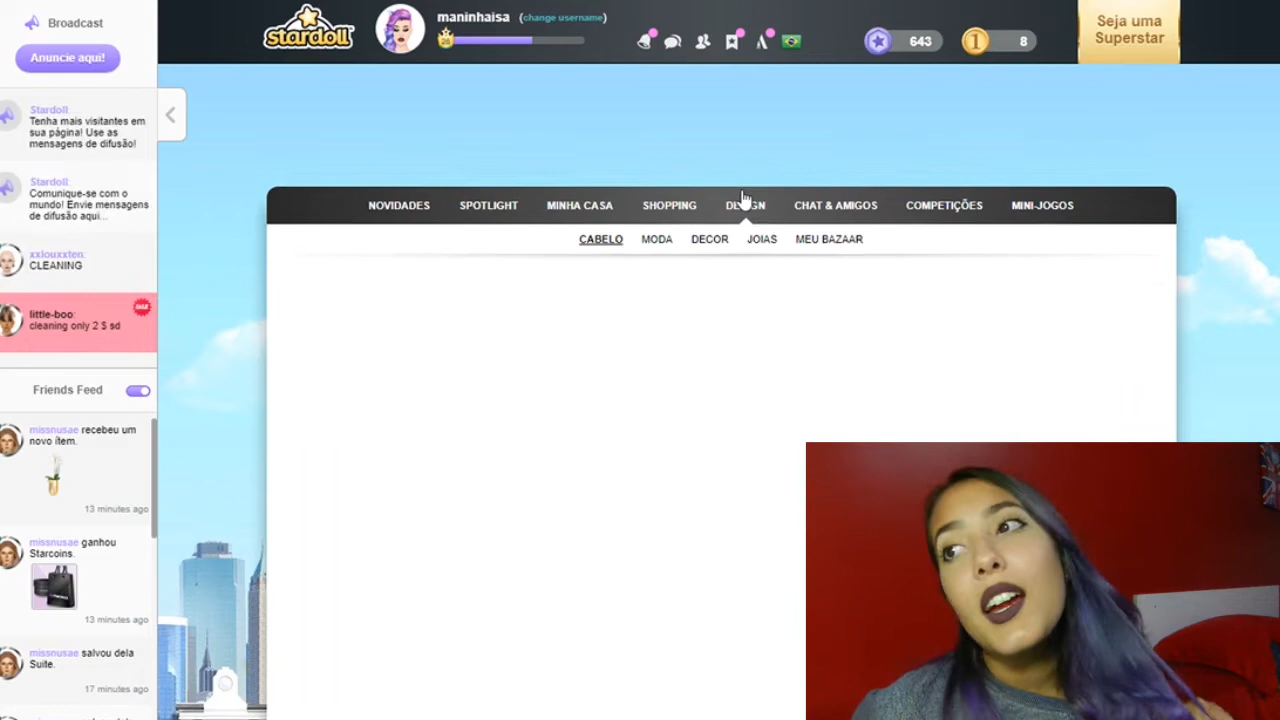 Broadcast
Anuncie aqui!
Stardoll:
Tenha mais visitantes em
sua página! Use as
mensagens de difusão!
Stardoll:
Comunique-se com o
mundo! Envie mensagens
de difusão aqui...
xxlouxxten:
CLEANING
little-boo:
cleaning only 2 $ sd
SALE
Friends Feed
missnusae recebeu um
novo ítem.
13 minutes ago
missnusae ganhou
Starcoins.
13 minutes ago
missnusae salvou dela
Suite.
17 minutes ago
stardoll
maninhaisa (change username)
643
1
8
Seja uma
Superstar
NOVIDADES SPOTLIGHT MINHA CASA SHOPPING DESIGN CHAT & AMIGOS COMPETIÇÕES MINI-JOGOS
CABELO MODA DECOR JOIAS MEU BAZAAR